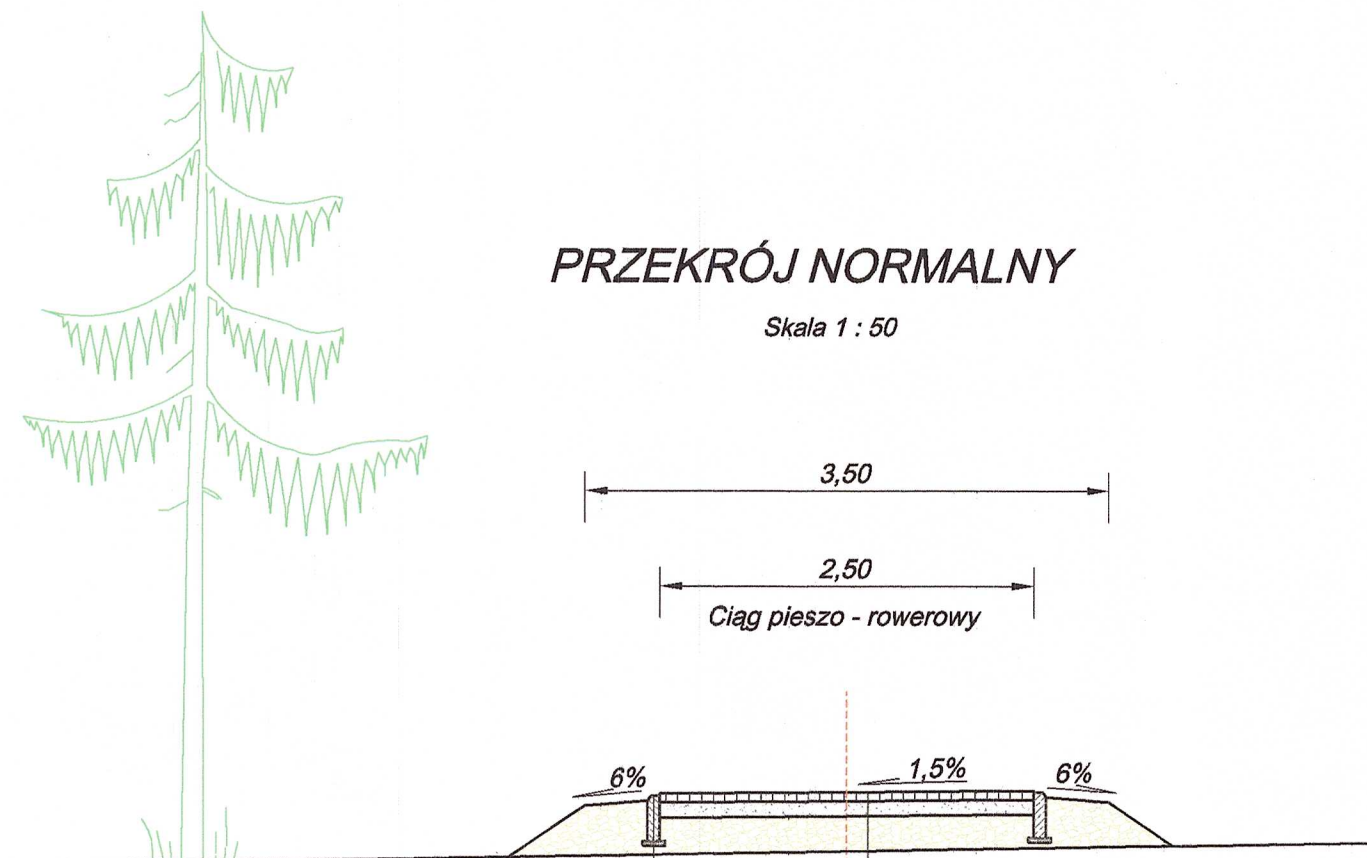 PRZEKRÓJ NORMALNY
Skala 1 : 50
3,50
2,50
Ciąg pieszo - rowerowy
6%
1,5%
6%